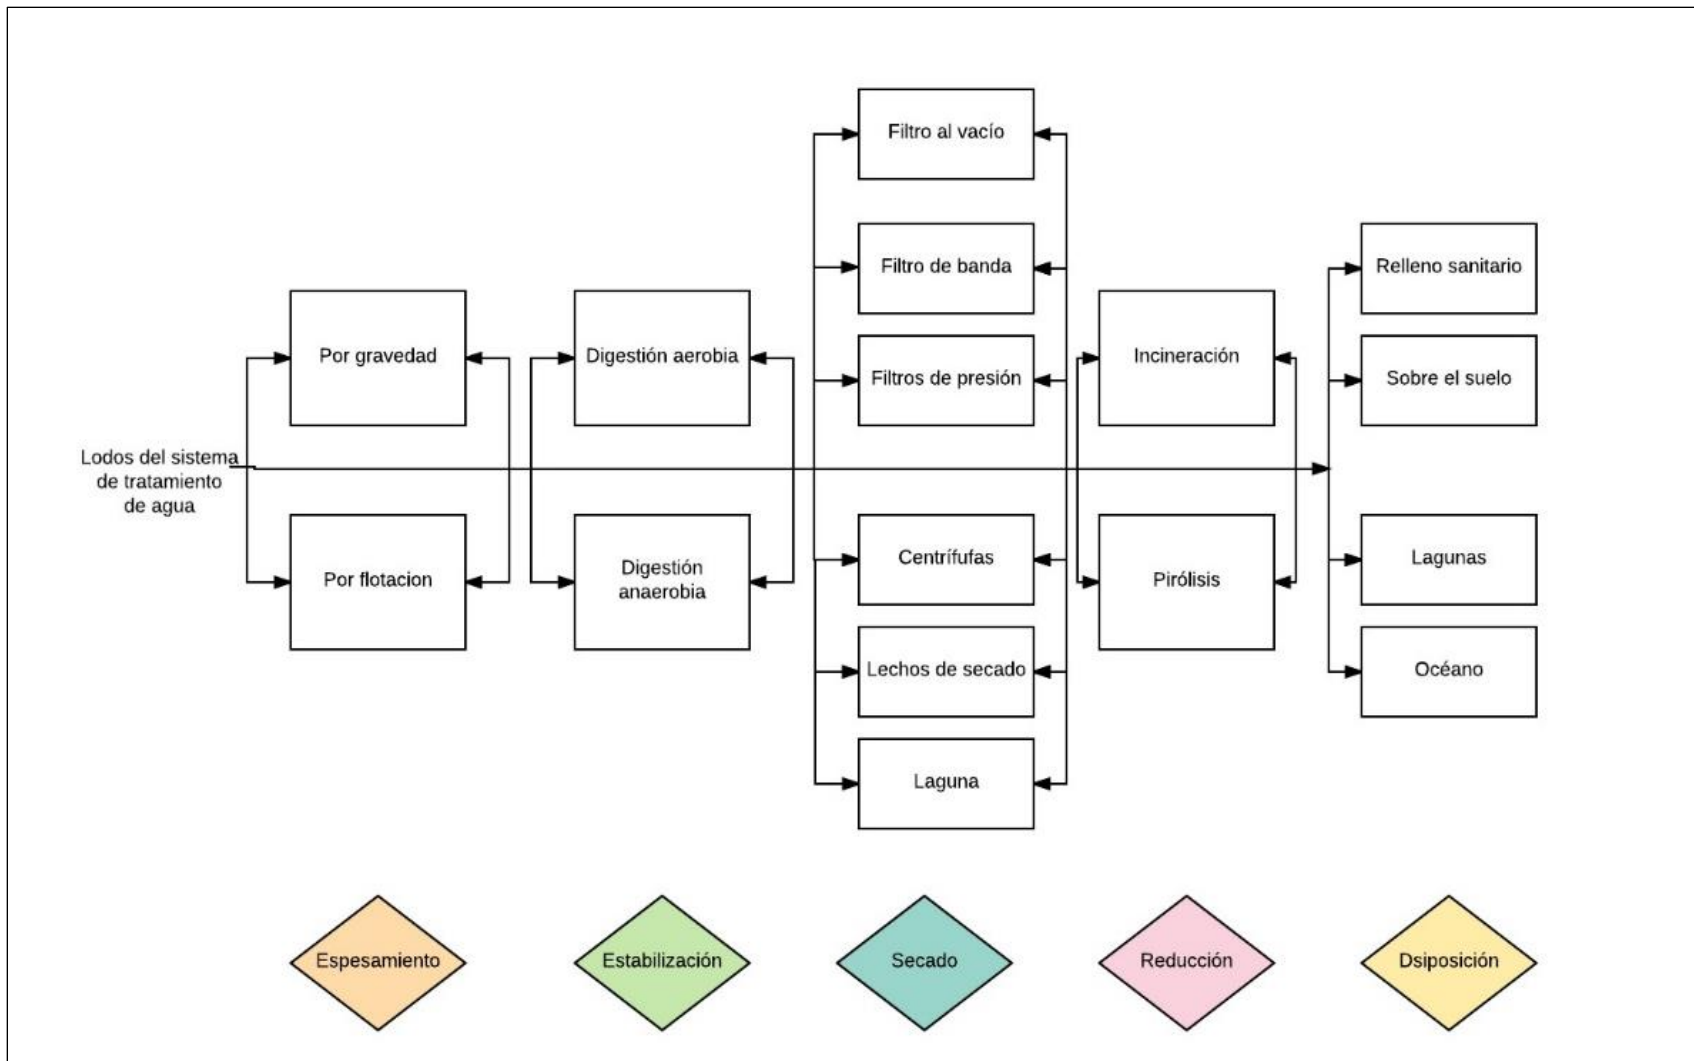 Filtro al vacío
Filtro de banda
Relleno sanitario
Por gravedad
Digestión aerobia
Filtros de presión
Incineración
Sobre el suelo
Lodos del sistema
de tratamiento
de agua
Por flotacion
Digestión
anaerobia
Centrífufas
Pirólisis
Lagunas
Lechos de secado
Océano
Laguna
Espesamiento
Estabilización
Secado
Reducción
Dsiposición